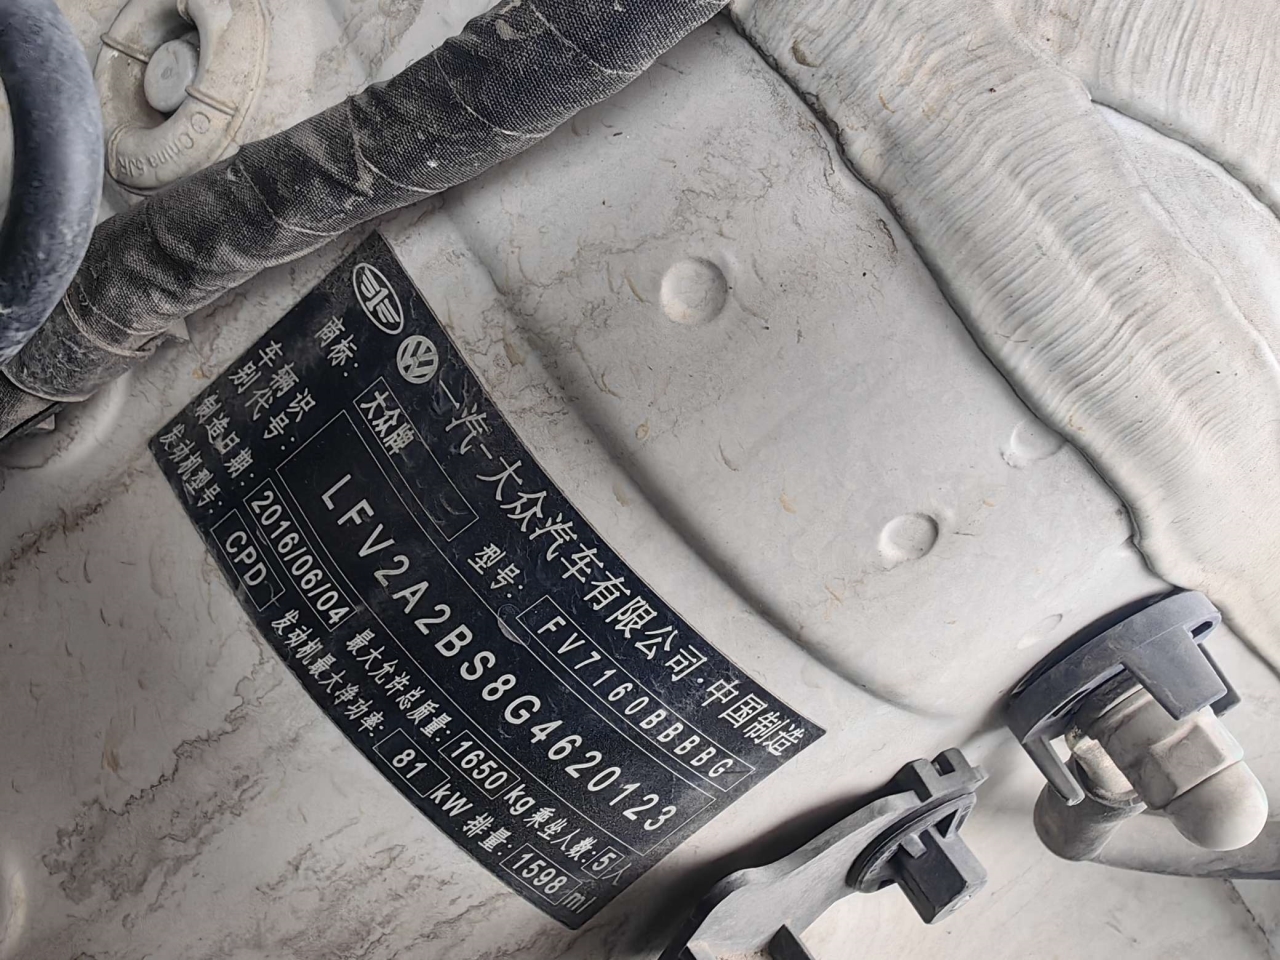 China 5JR
一汽-大众汽车有限公司·中国制造
商标: 大众牌 型号: FV7160BBBBG
车辆识别代号: LFV2A2BS8G4620123
制造日期: 2016/06/04 最大允许总质量: 1650 kg 乘坐人数: 5 人
发动机型号: CPD 发动机最大净功率: 81 kW 排量: 1598 ml